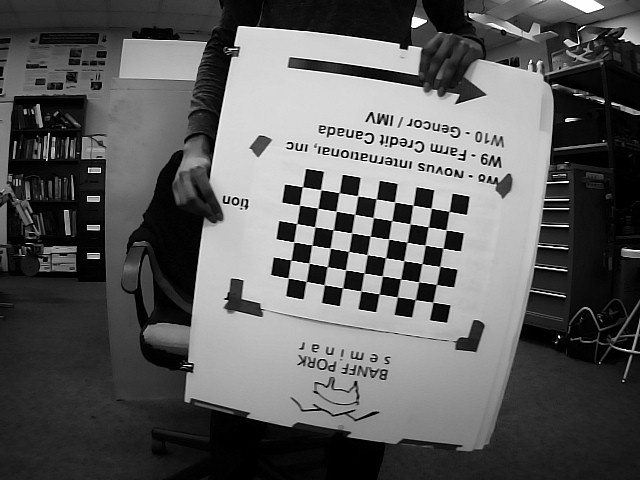 BANFF PORK
seminar
tion
W8 - Novus International, Inc
W9 - Farm Credit Canada
W10 - Gencor / IMV